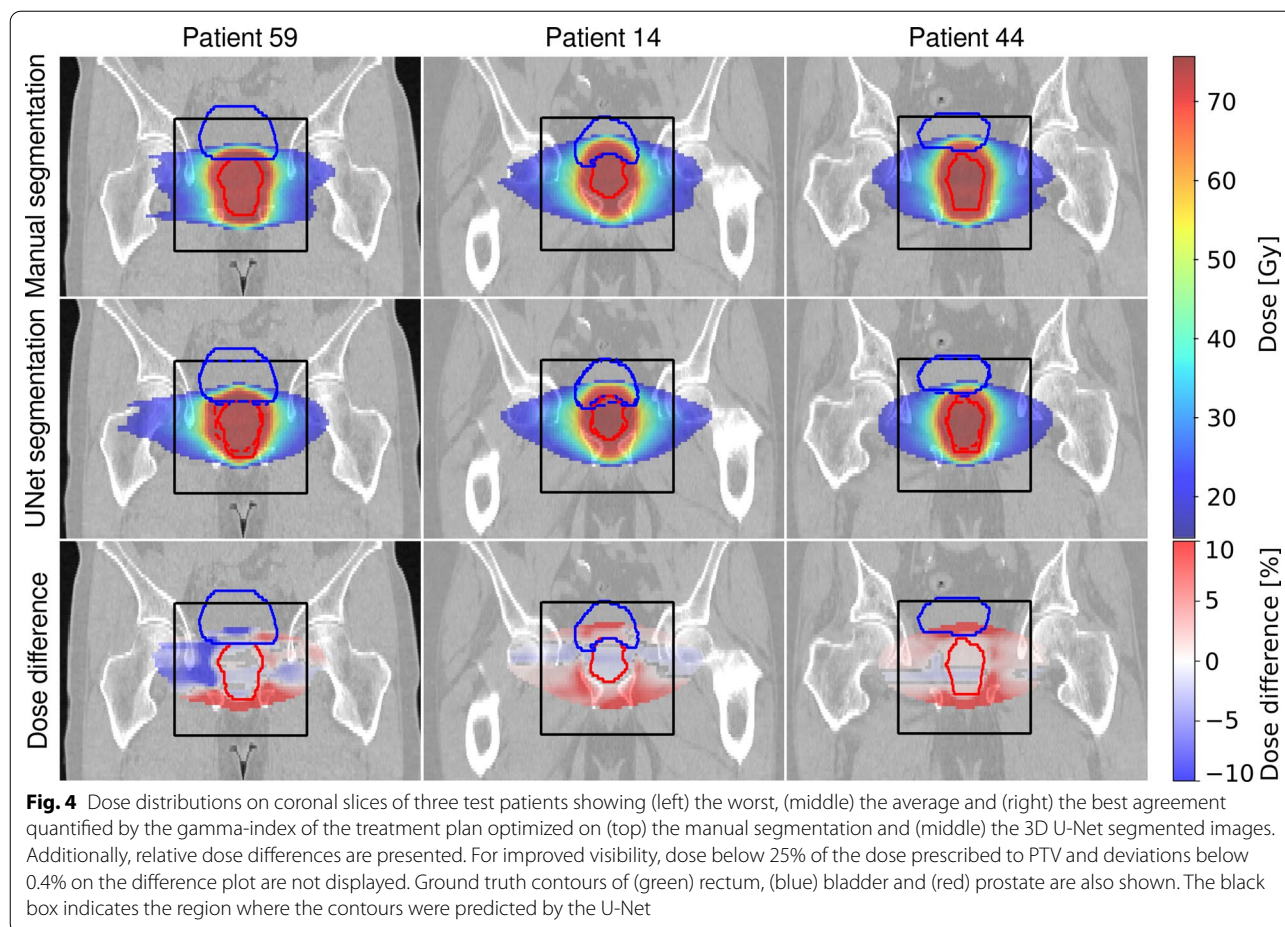 Patient 59 Patient 14 Patient 44
Manual segmentation
UNet segmentation
Dose difference
70
60
50
40
30
20
Dose [Gy]
10
5
0
−5
−10
Dose difference [%]
Fig. 4 Dose distributions on coronal slices of three test patients showing (left) the worst, (middle) the average and (right) the best agreement
quantified by the gamma-index of the treatment plan optimized on (top) the manual segmentation and (middle) the 3D U-Net segmented images.
Additionally, relative dose differences are presented. For improved visibility, dose below 25% of the dose prescribed to PTV and deviations below
0.4% on the difference plot are not displayed. Ground truth contours of (green) rectum, (blue) bladder and (red) prostate are also shown. The black
box indicates the region where the contours were predicted by the U-Net